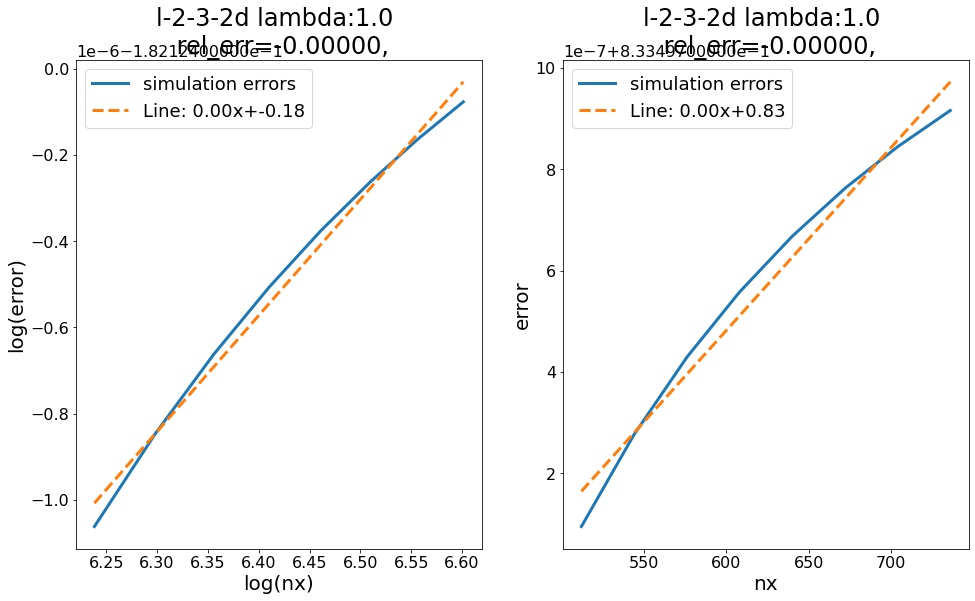 l-2-3-2d lambda:1.0
rel_err=-0.00000,
1e−6−1.8212400000e−1
0.0
−0.2
−0.4
−0.6
−0.8
−1.0
log(error)
simulation errors
Line: 0.00x+-0.18
6.25 6.30 6.35 6.40 6.45 6.50 6.55 6.60
log(nx)
l-2-3-2d lambda:1.0
rel_err=-0.00000,
1e−7+8.3349700000e−1
10
8
6
4
2
error
simulation errors
Line: 0.00x+0.83
550 600 650 700
nx